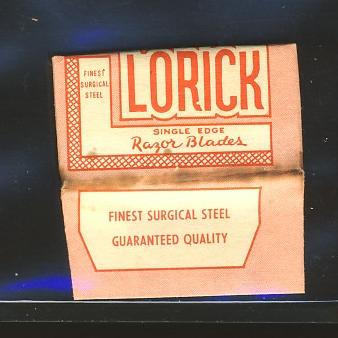 FINEST
SURGICAL
STEEL
LORICK
SINGLE EDGE
Razor Blades
FINEST SURGICAL STEEL
GUARANTEED QUALITY